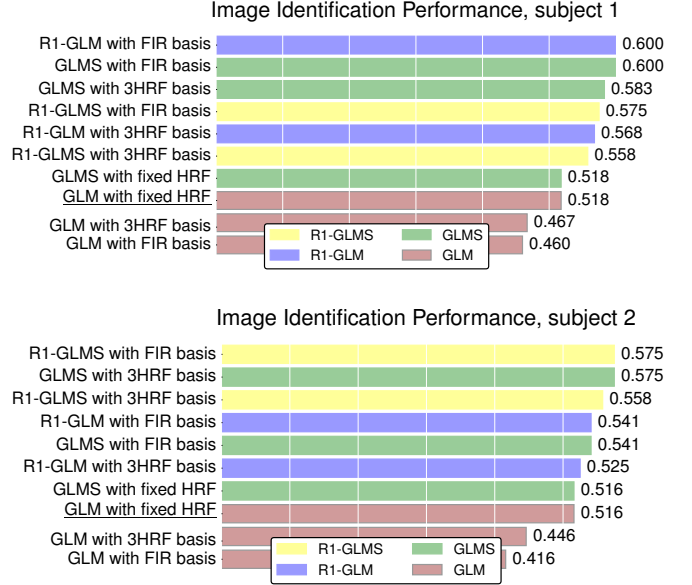 Image Identification Performance, subject 1
R1-GLM with FIR basis 0.600
GLMS with FIR basis 0.600
GLMS with 3HRF basis 0.583
R1-GLMS with FIR basis 0.575
R1-GLM with 3HRF basis 0.568
R1-GLMS with 3HRF basis 0.558
GLMS with fixed HRF 0.518
GLM with fixed HRF 0.518
GLM with 3HRF basis 0.467
GLM with FIR basis 0.460
R1-GLMS GLMS
R1-GLM GLM
Image Identification Performance, subject 2
R1-GLMS with FIR basis 0.575
GLMS with 3HRF basis 0.575
R1-GLMS with 3HRF basis 0.558
R1-GLM with FIR basis 0.541
GLMS with FIR basis 0.541
R1-GLM with 3HRF basis 0.525
GLMS with fixed HRF 0.516
GLM with fixed HRF 0.516
GLM with 3HRF basis 0.446
GLM with FIR basis 0.416
R1-GLMS GLMS
R1-GLM GLM